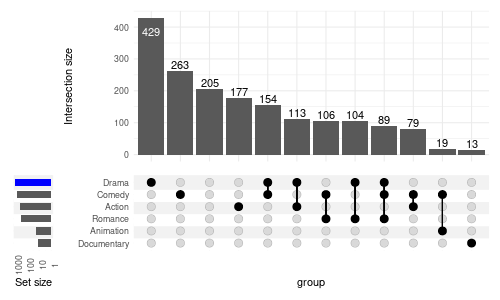 Intersection size
400
300
200
100
0
429
263
205
177
154
113
106
104
89
79
19
13
Drama
Comedy
Action
Romance
Animation
Documentary
1000
100
10
1
Set size
group